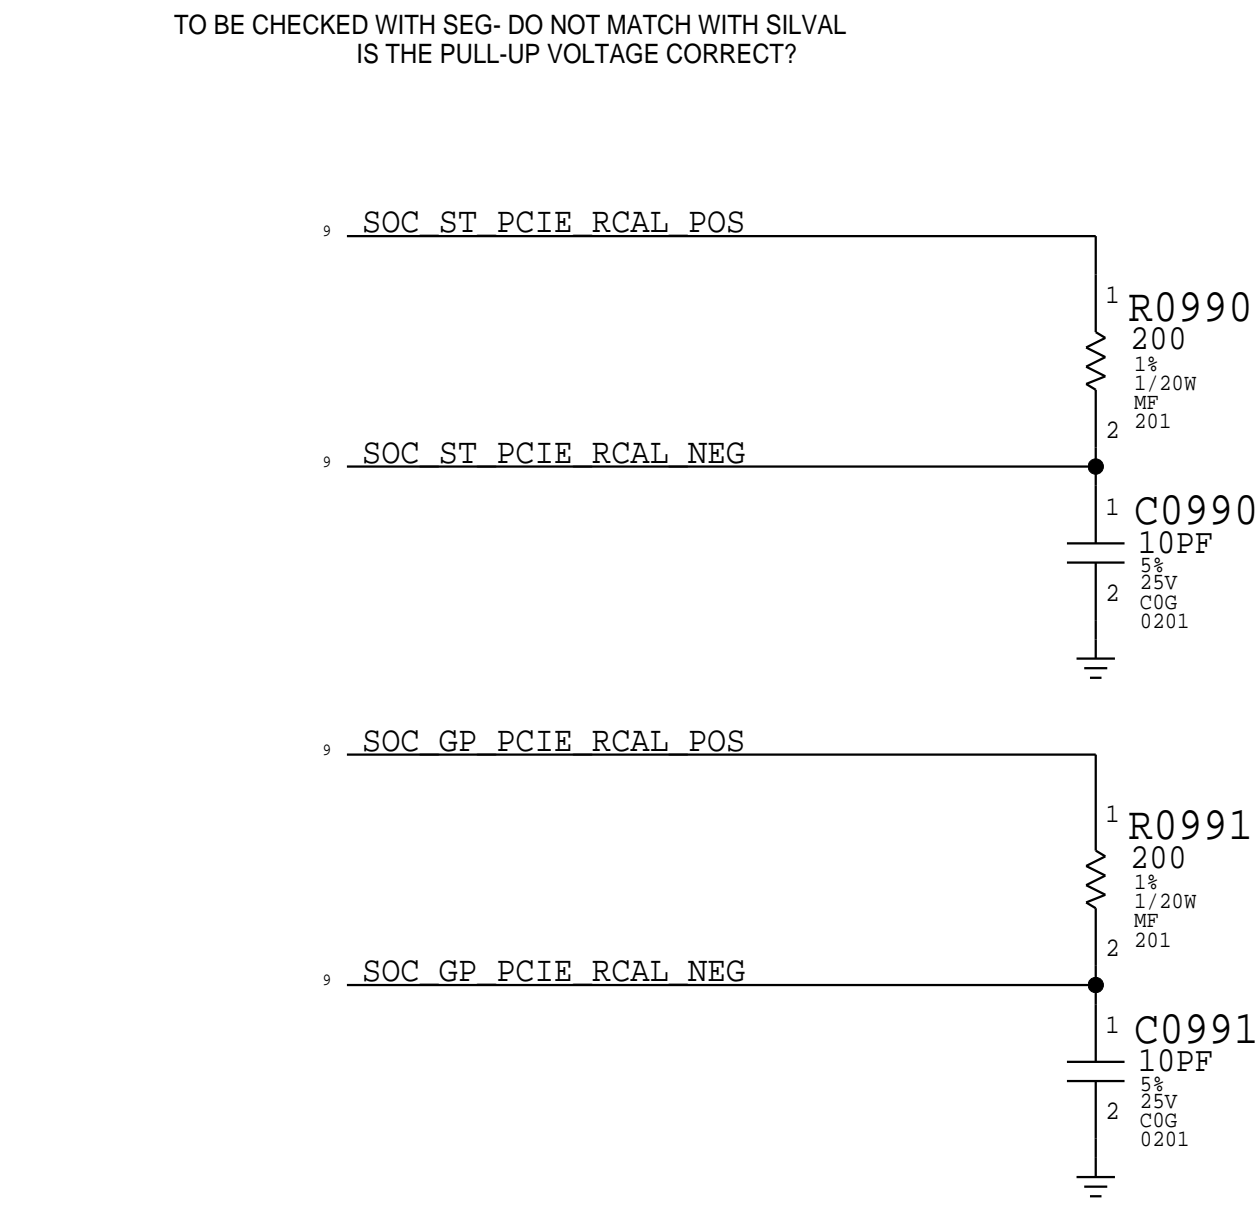 TO BE CHECKED WITH SEG- DO NOT MATCH WITH SILVAL
IS THE PULL-UP VOLTAGE CORRECT?
9 SOC_ST_PCIE_RCAL_POS
1 R0990
200
1%
1/20W
MF
201
2
9 SOC_ST_PCIE_RCAL_NEG
1 C0990
10PF
5%
25V
C0G
0201
2
9 SOC_GP_PCIE_RCAL_POS
1 R0991
200
1%
1/20W
MF
201
2
9 SOC_GP_PCIE_RCAL_NEG
1 C0991
10PF
5%
25V
C0G
0201
2